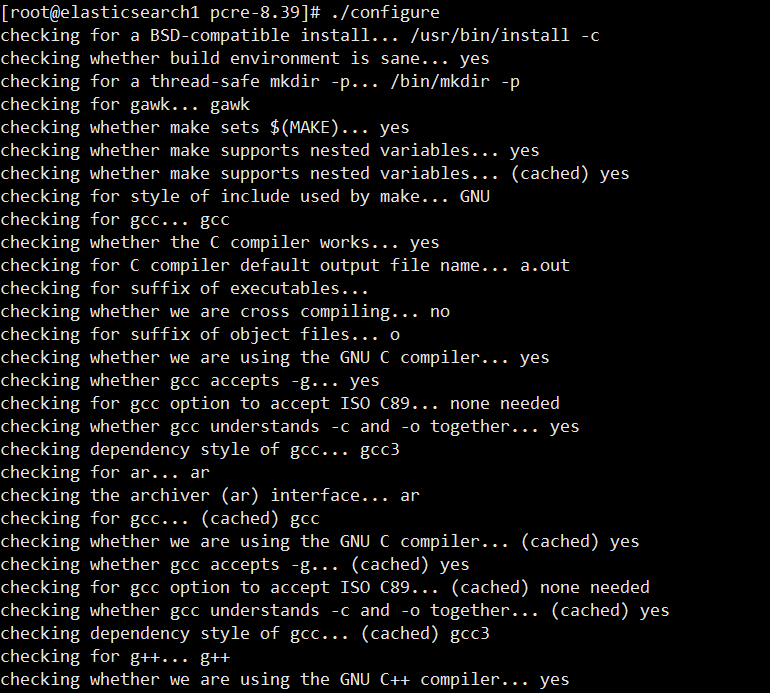 [root@elasticsearch1 pcre-8.39]# ./configure
checking for a BSD-compatible install... /usr/bin/install -c
checking whether build environment is sane... yes
checking for a thread-safe mkdir -p... /bin/mkdir -p
checking for gawk... gawk
checking whether make sets $(MAKE)... yes
checking whether make supports nested variables... yes
checking whether make supports nested variables... (cached) yes
checking for style of include used by make... GNU
checking for gcc... gcc
checking whether the C compiler works... yes
checking for C compiler default output file name... a.out
checking for suffix of executables...
checking whether we are cross compiling... no
checking for suffix of object files... o
checking whether we are using the GNU C compiler... yes
checking whether gcc accepts -g... yes
checking for gcc option to accept ISO C89... none needed
checking whether gcc understands -c and -o together... yes
checking dependency style of gcc... gcc3
checking for ar... ar
checking the archiver (ar) interface... ar
checking for gcc... (cached) gcc
checking whether we are using the GNU C compiler... (cached) yes
checking whether gcc accepts -g... (cached) yes
checking for gcc option to accept ISO C89... (cached) none needed
checking whether gcc understands -c and -o together... (cached) yes
checking dependency style of gcc... (cached) gcc3
checking for g++... g++
checking whether we are using the GNU C++ compiler... yes